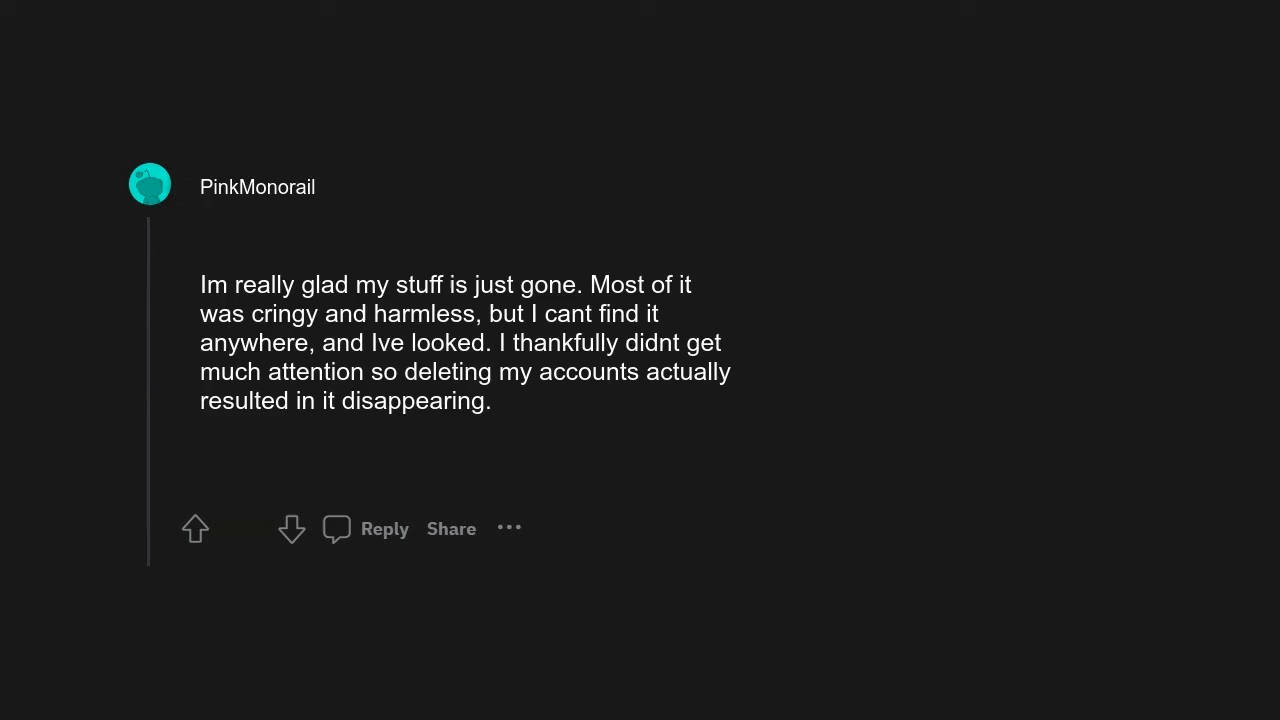 PinkMonorail
Im really glad my stuff is just gone. Most of it
was cringy and harmless, but I cant find it
anywhere, and Ive looked. I thankfully didnt get
much attention so deleting my accounts actually
resulted in it disappearing.
Reply Share